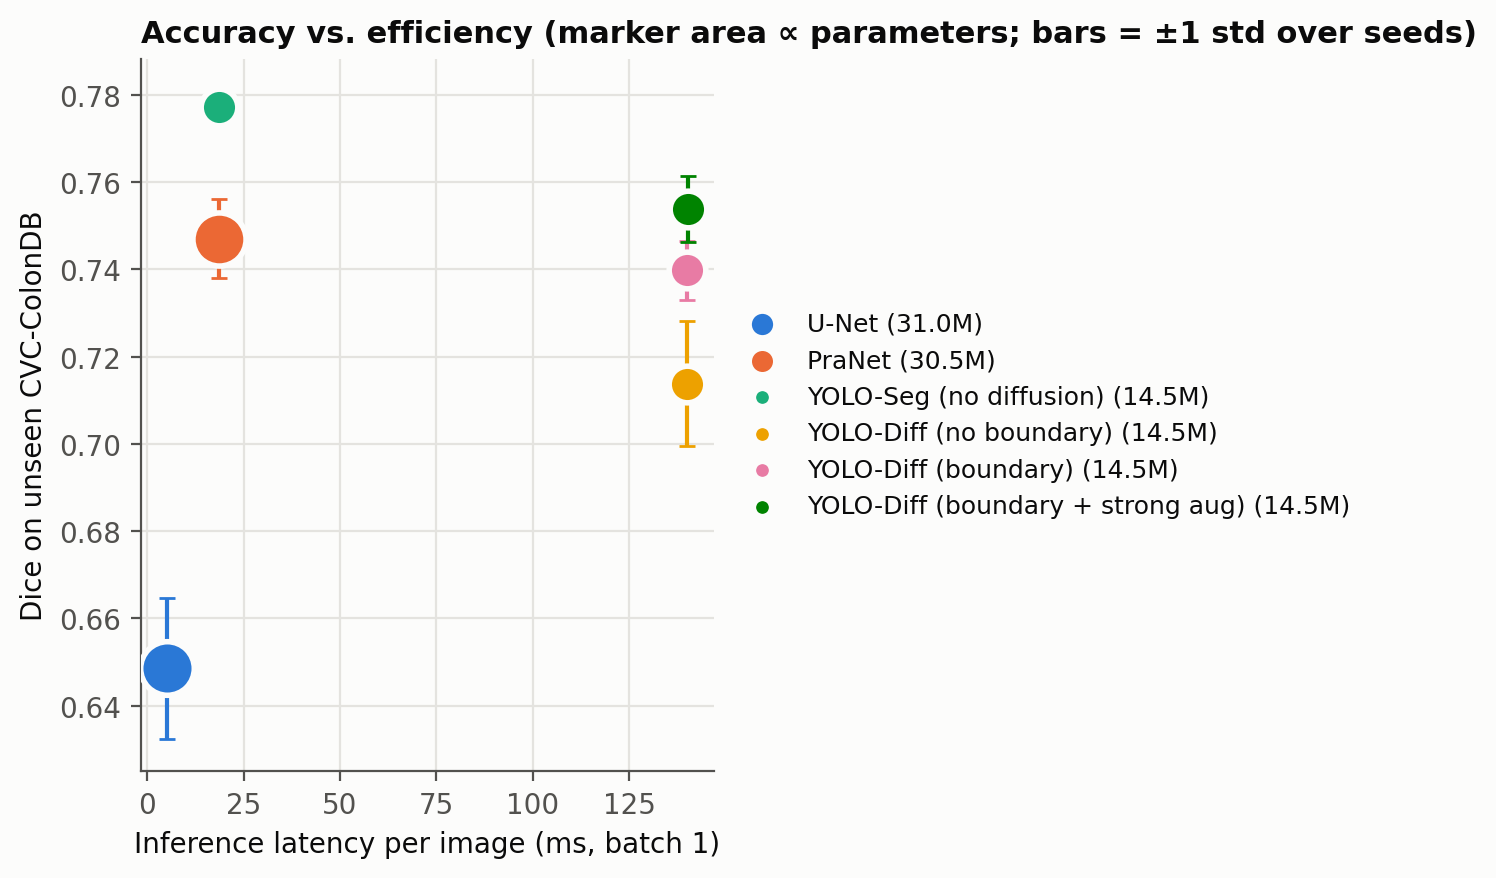 Accuracy vs. efficiency (marker area ∝ parameters; bars = ±1 std over seeds)
Dice on unseen CVC-ColonDB
0.78
0.76
0.74
0.72
0.70
0.68
0.66
0.64
0 25 50 75 100 125
Inference latency per image (ms, batch 1)
U-Net (31.0M)
PraNet (30.5M)
YOLO-Seg (no diffusion) (14.5M)
YOLO-Diff (no boundary) (14.5M)
YOLO-Diff (boundary) (14.5M)
YOLO-Diff (boundary + strong aug) (14.5M)